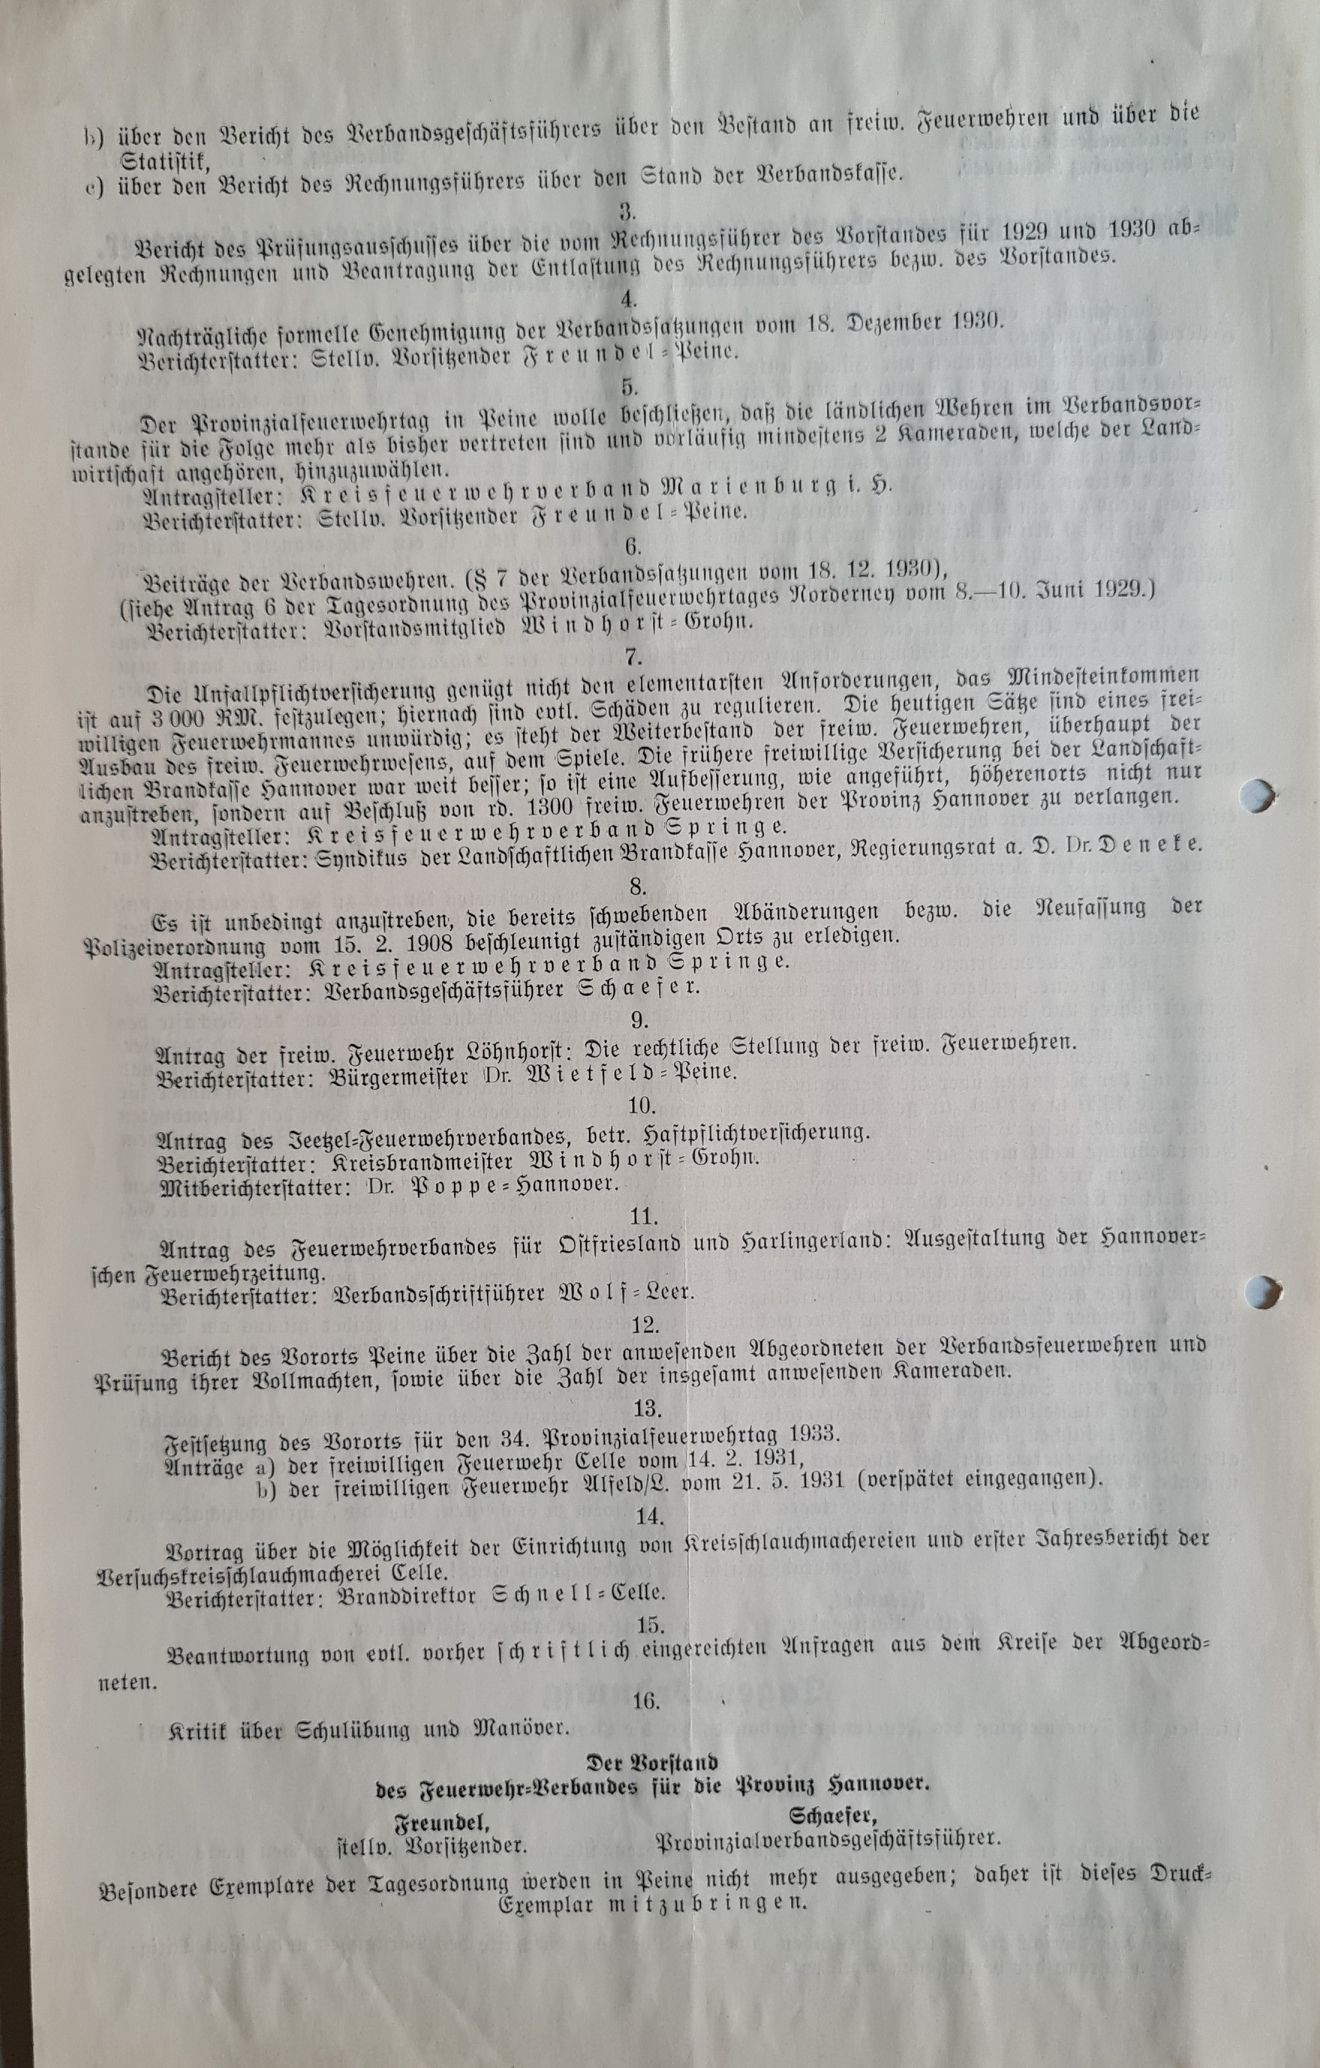 b) über den Bericht des Verbandsgeschäftsführers über den Bestand an freiw. Feuerwehren und über die
Statistik,
c) über den Bericht des Rechnungsführers über den Stand der Verbandskasse.
3.
Bericht des Prüfungsausschusses über die vom Rechnungsführer des Vorstandes für 1929 und 1930 ab-
gelegten Rechnungen und Beantragung der Entlastung des Rechnungsführers bezw. des Vorstandes.
4.
Nachträgliche formelle Genehmigung der Verbandssatzungen vom 18. Dezember 1930.
Berichterstatter: Stellv. Vorsitzender Freundel-Peine.
5.
Der Provinzialfeuerwehrtag in Peine wolle beschließen, daß die ländlichen Wehren im Verbandsvor-
stande für die Folge mehr als bisher vertreten sind und vorläufig mindestens 2 Kameraden, welche der Land-
wirtschaft angehören, hinzuzuwählen.
Antragsteller: Kreisfeuerwehrverband Marienburg i. H.
Berichterstatter: Stellv. Vorsitzender Freundel-Peine.
6.
Beiträge der Verbandswehren. (§ 7 der Verbandssatzungen vom 18. 12. 1930),
(siehe Antrag 6 der Tagesordnung des Provinzialfeuerwehrtages Norderney vom 8.—10. Juni 1929.)
Berichterstatter: Vorstandsmitglied Windhorst-Grohn.
7.
Die Unfallpflichtversicherung genügt nicht den elementarsten Anforderungen, das Mindesteinkommen
ist auf 3 000 RM. festzulegen; hiernach sind evtl. Schäden zu regulieren. Die heutigen Sätze sind eines frei-
willigen Feuerwehrmannes unwürdig; es steht der Weiterbestand der freiw. Feuerwehren, überhaupt der
Ausbau des freiw. Feuerwehrwesens, auf dem Spiele. Die frühere freiwillige Versicherung bei der Landschaft-
lichen Brandkasse Hannover war weit besser; so ist eine Aufbesserung, wie angeführt, höherenorts nicht nur
anzustreben, sondern auf Beschluß von rd. 1300 freiw. Feuerwehren der Provinz Hannover zu verlangen.
Antragsteller: Kreisfeuerwehrverband Springe.
Berichterstatter: Syndikus der Landschaftlichen Brandkasse Hannover, Regierungsrat a. D. Dr. Deneke.
8.
Es ist unbedingt anzustreben, die bereits schwebenden Abänderungen bezw. die Neufassung der
Polizeiverordnung vom 15. 2. 1908 beschleunigt zuständigen Orts zu erledigen.
Antragsteller: Kreisfeuerwehrverband Springe.
Berichterstatter: Verbandsgeschäftsführer Schaefer.
9.
Antrag der freiw. Feuerwehr Löhnhorst: Die rechtliche Stellung der freiw. Feuerwehren.
Berichterstatter: Bürgermeister Dr. Wietfeld-Peine.
10.
Antrag des Jeetzel-Feuerwehrverbandes, betr. Haftpflichtversicherung.
Berichterstatter: Kreisbrandmeister Windhorst-Grohn.
Mitberichterstatter: Dr. Poppe-Hannover.
11.
Antrag des Feuerwehrverbandes für Ostfriesland und Harlingerland: Ausgestaltung der Hannover-
schen Feuerwehrzeitung.
Berichterstatter: Verbandsschriftführer Wolf-Leer.
12.
Bericht des Vororts Peine über die Zahl der anwesenden Abgeordneten der Verbandsfeuerwehren und
Prüfung ihrer Vollmachten, sowie über die Zahl der insgesamt anwesenden Kameraden.
13.
Festsetzung des Vororts für den 34. Provinzialfeuerwehrtag 1933.
Anträge a) der freiwilligen Feuerwehr Celle vom 14. 2. 1931,
b) der freiwilligen Feuerwehr Alfeld/L. vom 21. 5. 1931 (verspätet eingegangen).
14.
Vortrag über die Möglichkeit der Einrichtung von Kreisschlauchmachereien und erster Jahresbericht der
Versuchskreisschlauchmacherei Celle.
Berichterstatter: Branddirektor Schnell-Celle.
15.
Beantwortung von evtl. vorher schriftlich eingereichten Anfragen aus dem Kreise der Abgeord-
neten.
16.
Kritik über Schulübung und Manöver.
Der Vorstand
des Feuerwehr-Verbandes für die Provinz Hannover.
Freundel, Schaefer,
stellv. Vorsitzender. Provinzialverbandsgeschäftsführer.
Besondere Exemplare der Tagesordnung werden in Peine nicht mehr ausgegeben; daher ist dieses Druck-
Exemplar mitzubringen.